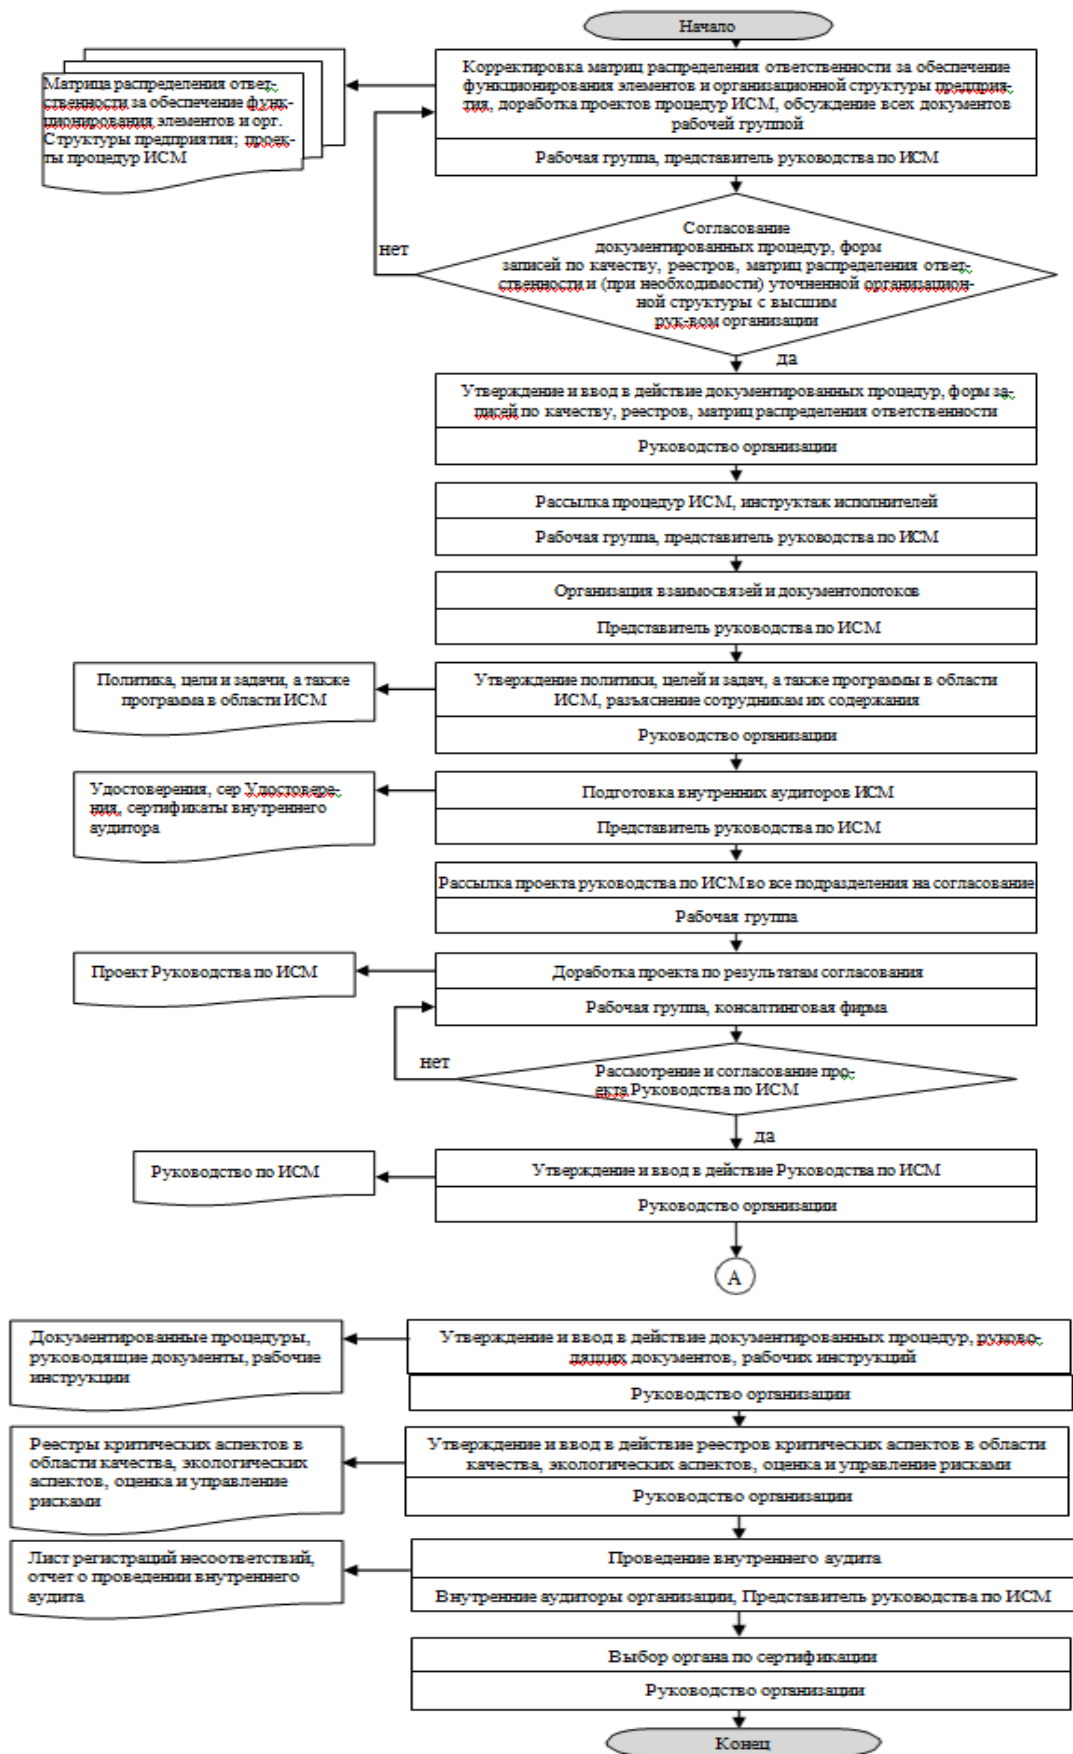 Начало
Матрица распределения ответ-
ственности за обеспечение функ-
ционирования элементов и орг.
Структуры предприятия; проек-
ты процедур ИСМ
Корректировка матриц распределения ответственности за обеспечение
функционирования элементов и организационной структуры предприя-
тия, доработка проектов процедур ИСМ, обсуждение всех документов
рабочей группой
Рабочая группа, представитель руководства по ИСМ
нет
Согласование
документированных процедур, форм
записей по качеству, реестров, матриц распределения ответ-
ственности и (при необходимости) уточненной организацион-
ной структуры с высшим
рук-вом организации
да
Утверждение и ввод в действие документированных процедур, форм за-
писей по качеству, реестров, матриц распределения ответственности
Руководство организации
Рассылка процедур ИСМ, инструктаж исполнителей
Рабочая группа, представитель руководства по ИСМ
Организация взаимосвязей и документопотоков
Представитель руководства по ИСМ
Политика, цели и задачи, а также
программа в области ИСМ
Утверждение политики, целей и задач, а также программы в области
ИСМ, разъяснение сотрудникам их содержания
Руководство организации
Удостоверения, сер Удостовере-
ния, сертификаты внутреннего
аудитора
Подготовка внутренних аудиторов ИСМ
Представитель руководства по ИСМ
Рассылка проекта руководства по ИСМ во все подразделения на согласование
Рабочая группа
Проект Руководства по ИСМ
Доработка проекта по результатам согласования
Рабочая группа, консалтинговая фирма
нет
Рассмотрение и согласование про-
екта Руководства по ИСМ
да
Руководство по ИСМ
Утверждение и ввод в действие Руководства по ИСМ
Руководство организации
А
Документированные процедуры,
руководящие документы, рабочие
инструкции
Утверждение и ввод в действие документированных процедур, руково-
дящих документов, рабочих инструкций
Руководство организации
Реестры критических аспектов в
области качества, экологических
аспектов, оценка и управление
рисками
Утверждение и ввод в действие реестров критических аспектов в области
качества, экологических аспектов, оценка и управление рисками
Руководство организации
Лист регистраций несоответствий,
отчет о проведении внутреннего
аудита
Проведение внутреннего аудита
Внутренние аудиторы организации, Представитель руководства по ИСМ
Выбор органа по сертификации
Руководство организации
Конец